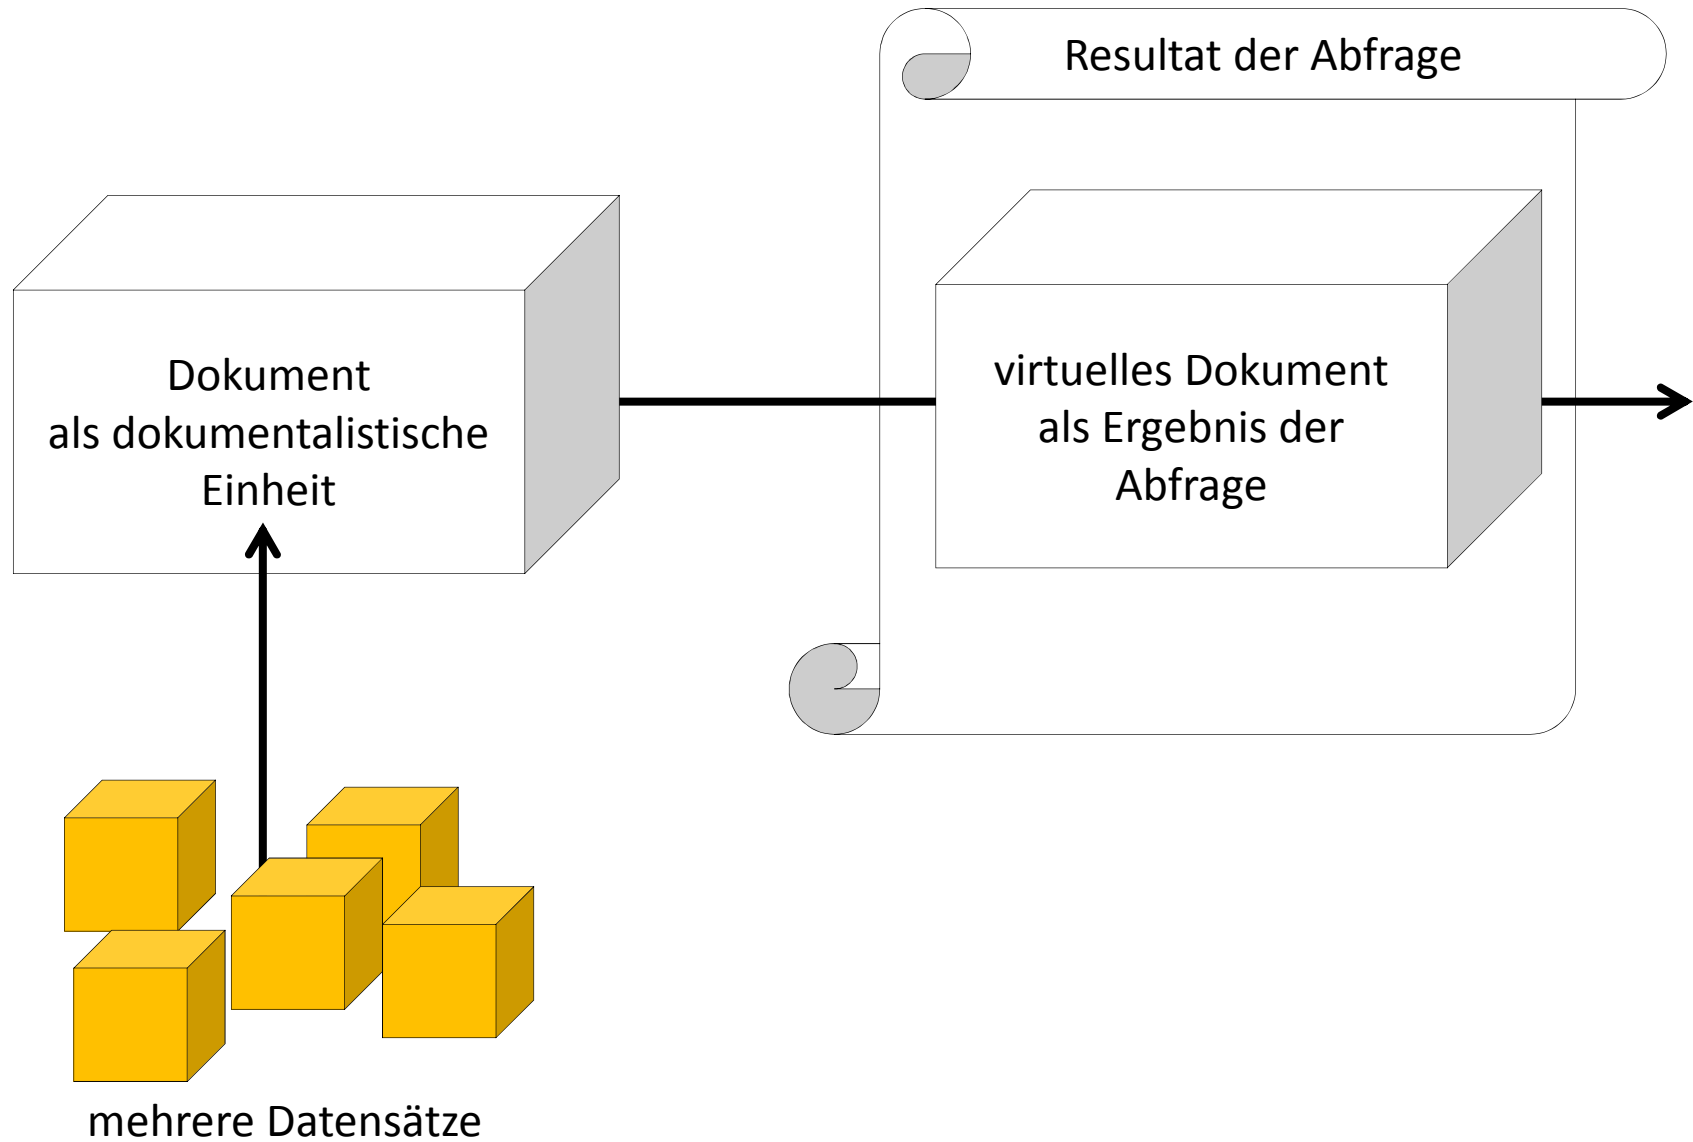 Resultat der Abfrage
Dokument
als dokumentalistische
Einheit
virtuelles Dokument
als Ergebnis der
Abfrage
mehrere Datensätze